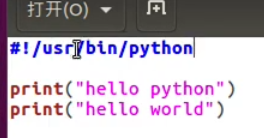 打开(O)
#!/usr/bin/python
print("hello python")
print("hello world")